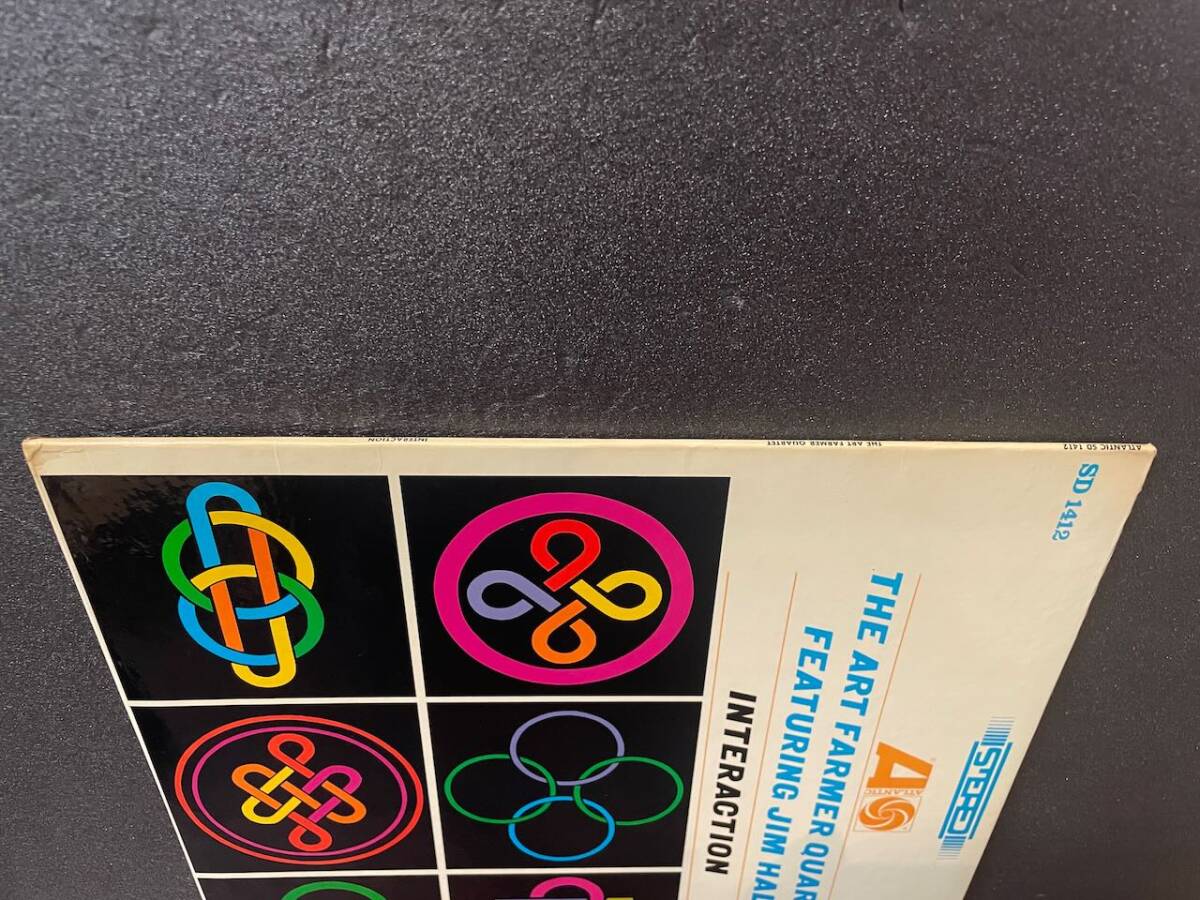 ATLANTIC SD 1412
THE ART FARMER QUARTET
INTERACTION
SD 1412
STEREO
ATLANTIC
THE ART FARMER QUAR
FEATURING JIM HAL
INTERACTION